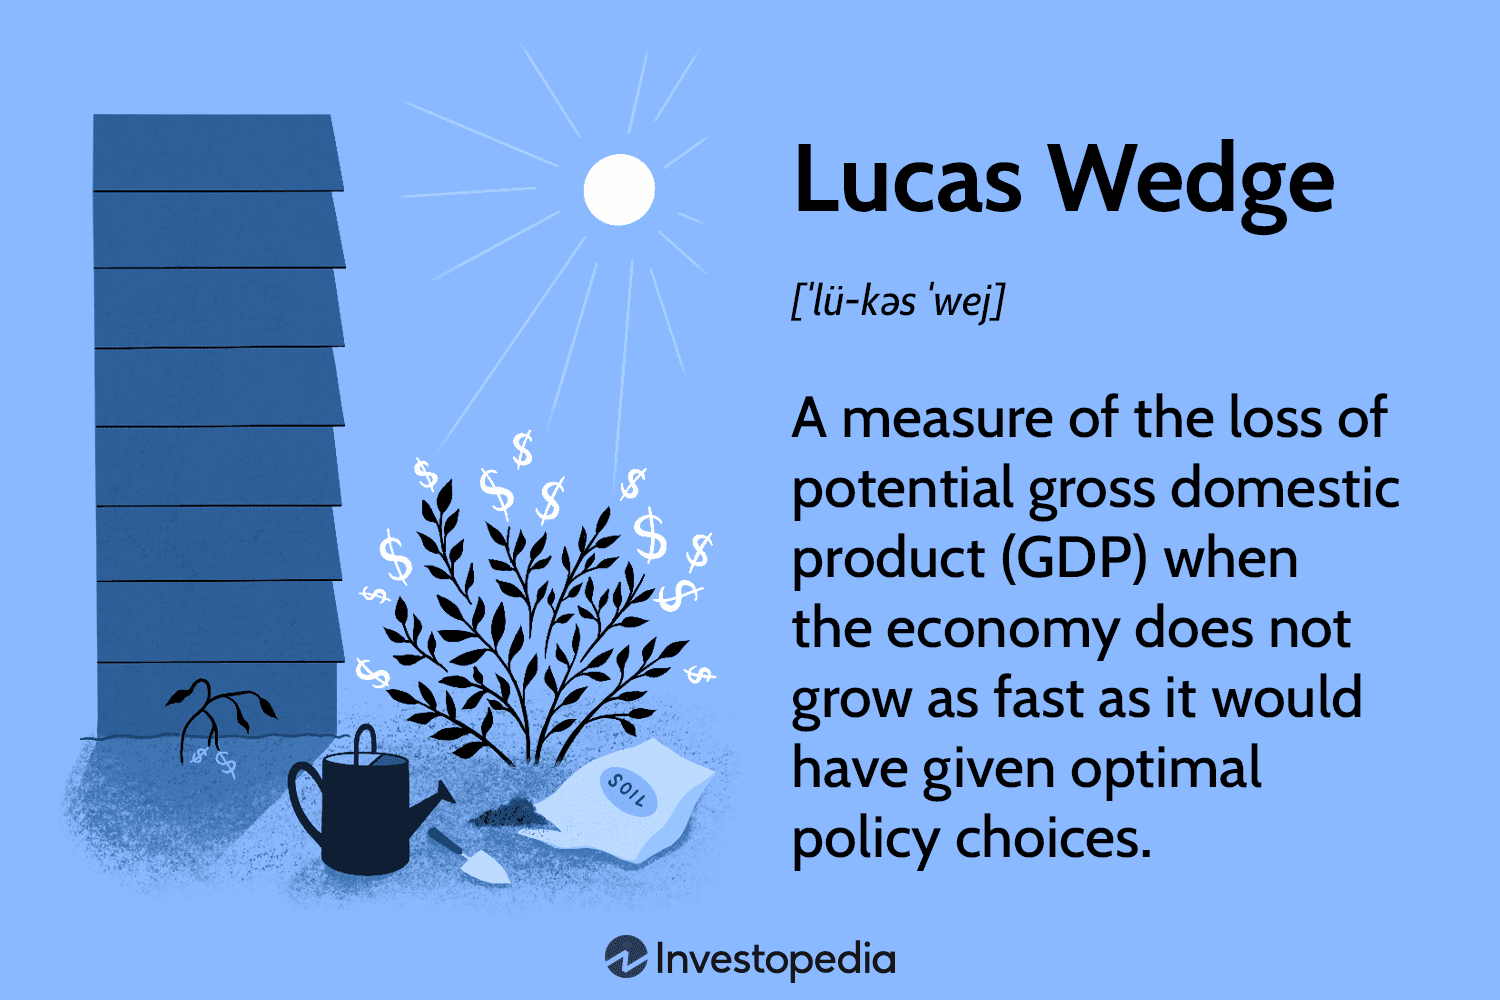 Lucas Wedge
[ˈlü-kəs ˈwej]
A measure of the loss of
potential gross domestic
product (GDP) when
the economy does not
grow as fast as it would
have given optimal
policy choices.
$ $ $ $ $ $ $ $ $ $ $ $
$ $
SOIL
Investopedia